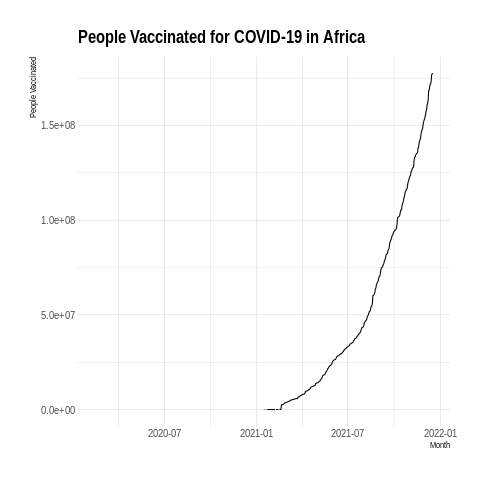 People Vaccinated for COVID-19 in Africa
People Vaccinated
1.5e+08
1.0e+08
5.0e+07
0.0e+00
2020-07 2021-01 2021-07 2022-01
Month